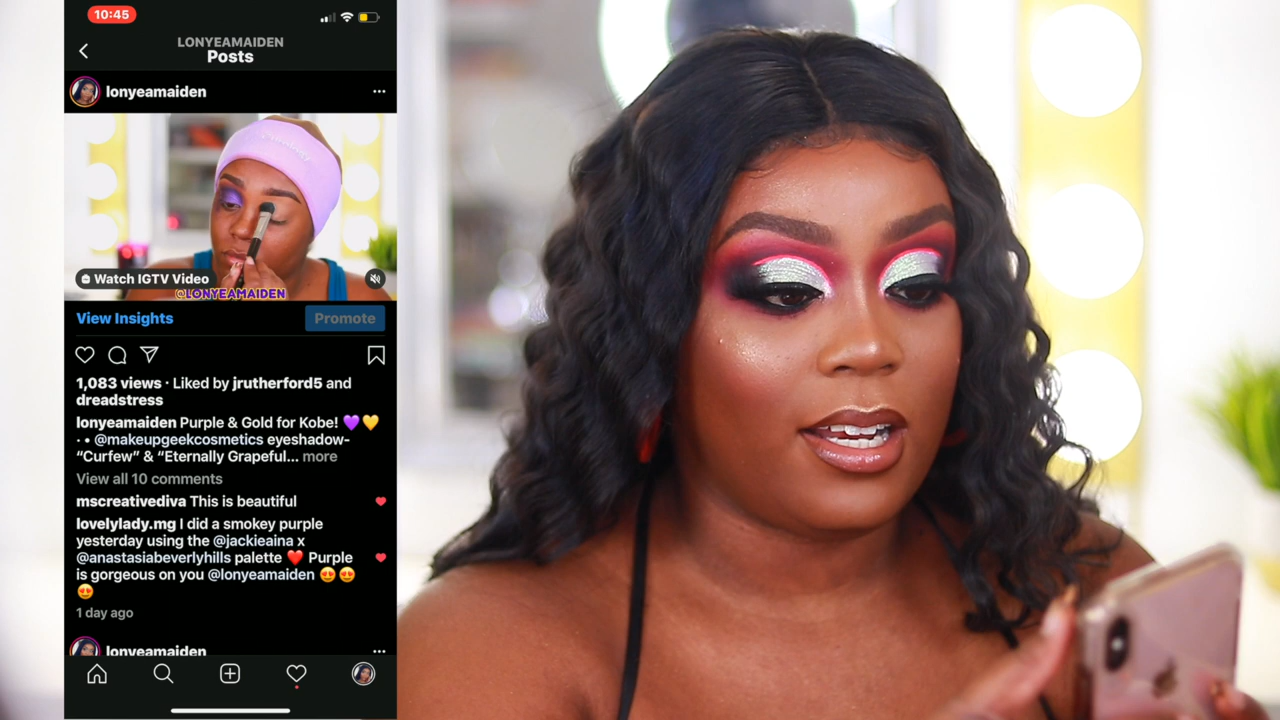 10:45
LONYEAMAIDEN
Posts
lonyeamaiden
Watch IGTV Video
@LONYEAMAIDEN
View Insights
Promote
1,083 views · Liked by jrutherford5 and
dreadstress
lonyeamaiden Purple & Gold for Kobe! 💜 💛
· • @makeupgeekcosmetics eyeshadow-
“Curfew” & “Eternally Grapeful... more
View all 10 comments
mscreativediva This is beautiful
lovelylady.mg I did a smokey purple
yesterday using the @jackieaina x
@anastasiabeverlyhills palette ❤️ Purple
is gorgeous on you @lonyeamaiden 😍😍
😍
1 day ago
lonyeamaiden